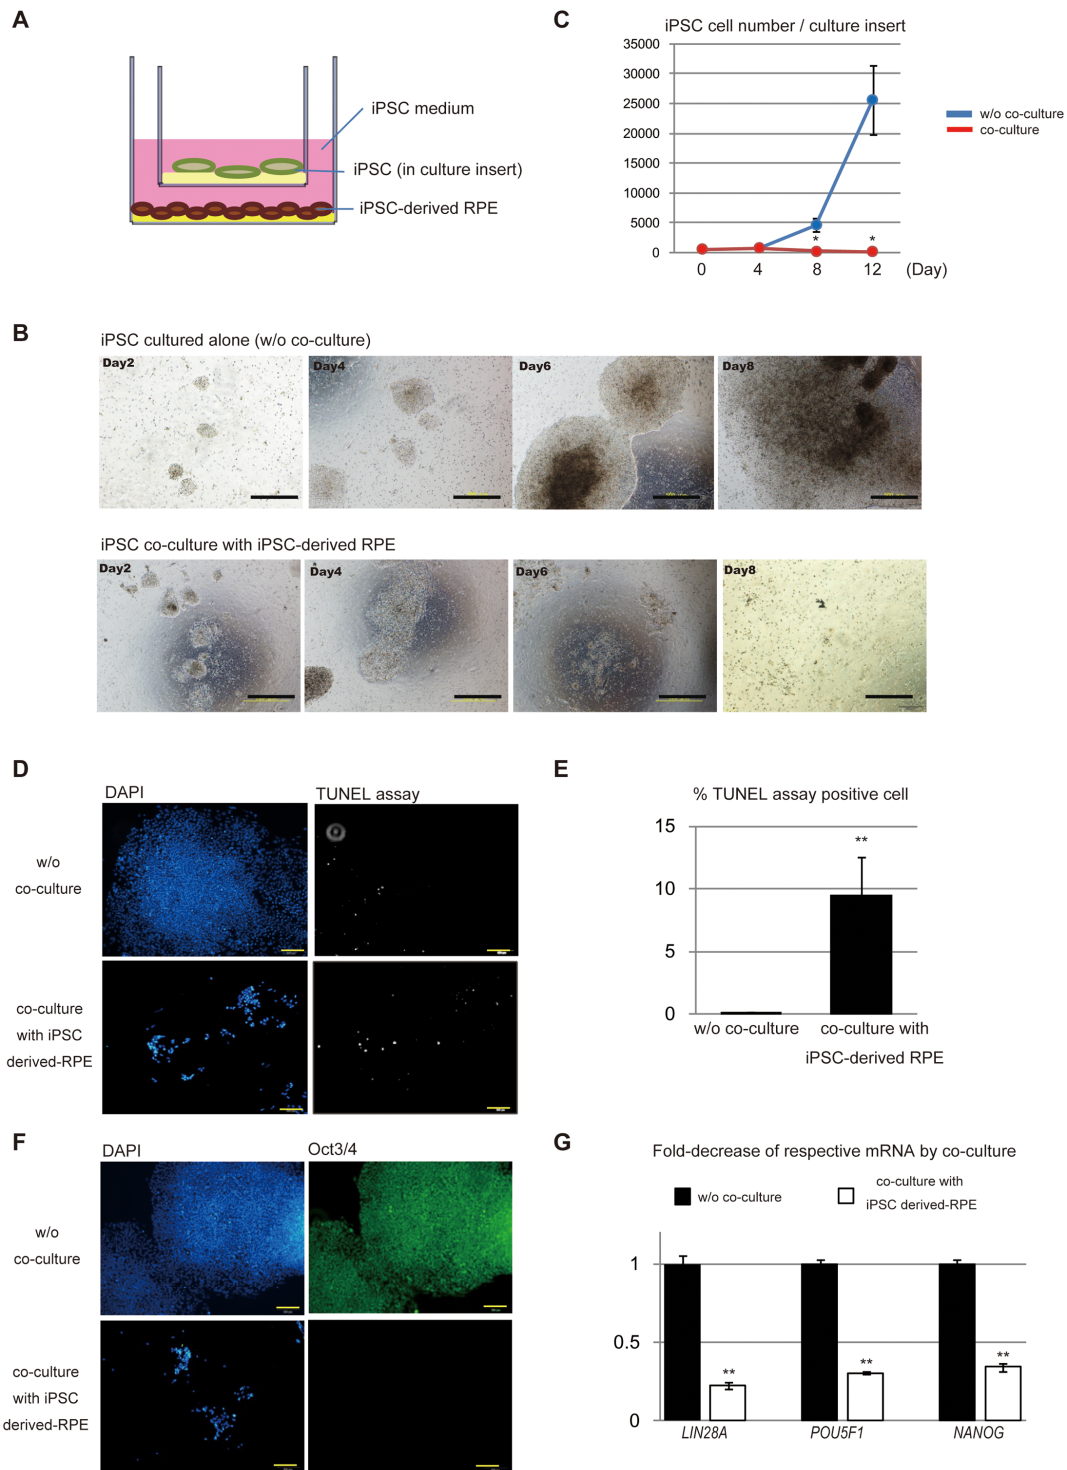 A
iPSC medium
iPSC (in culture insert)
iPSC-derived RPE
C
iPSC cell number / culture insert
35000
30000
25000
20000
15000
10000
5000
0
* *
0 4 8 12 (Day)
w/o co-culture
co-culture
B
iPSC cultured alone (w/o co-culture)
Day2 Day4 Day6 Day8
iPSC co-culture with iPSC-derived RPE
Day2 Day4 Day6 Day8
D
DAPI TUNEL assay
w/o
co-culture
co-culture
with iPSC
derived-RPE
E
% TUNEL assay positive cell
15
10
5
0
**
w/o co-culture
co-culture with
iPSC-derived RPE
F
DAPI Oct3/4
w/o
co-culture
co-culture
with iPSC
derived-RPE
G
Fold-decrease of respective mRNA by co-culture
w/o co-culture
co-culture with
iPSC derived-RPE
1
0.5
0
** ** **
LIN28A POU5F1 NANOG